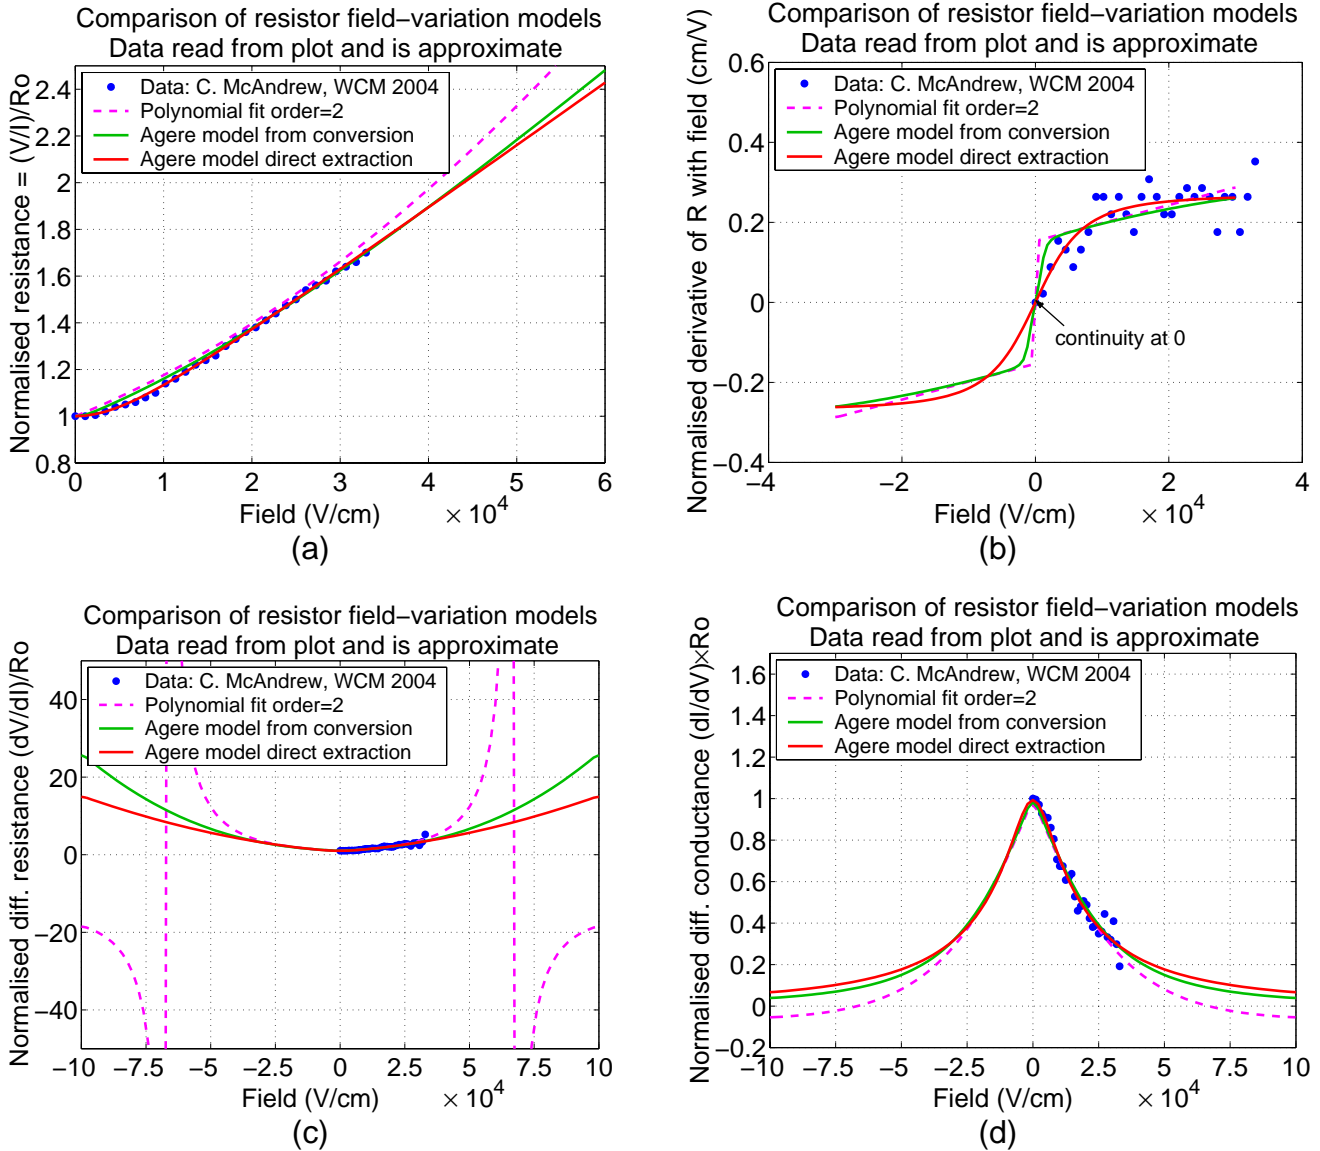 Comparison of resistor field−variation models
Data read from plot and is approximate
Normalised resistance = (V/I)/Ro
2.4
2.2
2
1.8
1.6
1.4
1.2
1
0.8
Data: C. McAndrew, WCM 2004
Polynomial fit order=2
Agere model from conversion
Agere model direct extraction
0 1 2 3 4 5 6
Field (V/cm) × 10^4
(a)
Comparison of resistor field−variation models
Data read from plot and is approximate
Normalised derivative of R with field (cm/V)
0.6
0.4
0.2
0
−0.2
−0.4
Data: C. McAndrew, WCM 2004
Polynomial fit order=2
Agere model from conversion
Agere model direct extraction
continuity at 0
−4 −2 0 2 4
Field (V/cm) × 10^4
(b)
Comparison of resistor field−variation models
Data read from plot and is approximate
Normalised diff. resistance (dV/dI)/Ro
40
20
0
−20
−40
Data: C. McAndrew, WCM 2004
Polynomial fit order=2
Agere model from conversion
Agere model direct extraction
−10 −7.5 −5 −2.5 0 2.5 5 7.5 10
Field (V/cm) × 10^4
(c)
Comparison of resistor field−variation models
Data read from plot and is approximate
Normalised diff. conductance (dI/dV)×Ro
1.6
1.4
1.2
1
0.8
0.6
0.4
0.2
0
−0.2
Data: C. McAndrew, WCM 2004
Polynomial fit order=2
Agere model from conversion
Agere model direct extraction
−10 −7.5 −5 −2.5 0 2.5 5 7.5 10
Field (V/cm) × 10^4
(d)